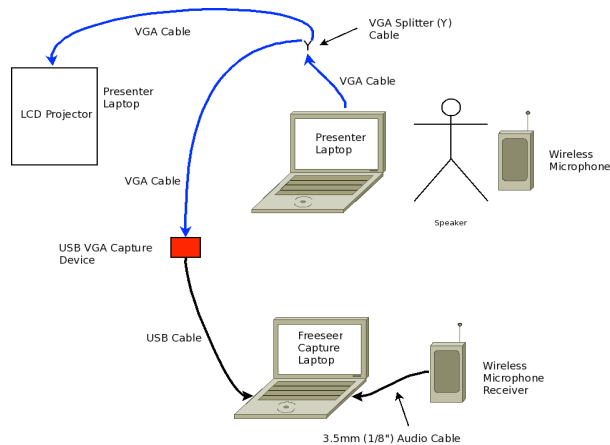 VGA Cable
VGA Splitter (Y)
Cable
VGA Cable
Presenter
Laptop
LCD Projector
Presenter
Laptop
Wireless
Microphone
VGA Cable
Speaker
USB VGA Capture
Device
USB Cable
Freeseer
Capture
Laptop
Wireless
Microphone
Receiver
3.5mm (1/8") Audio Cable